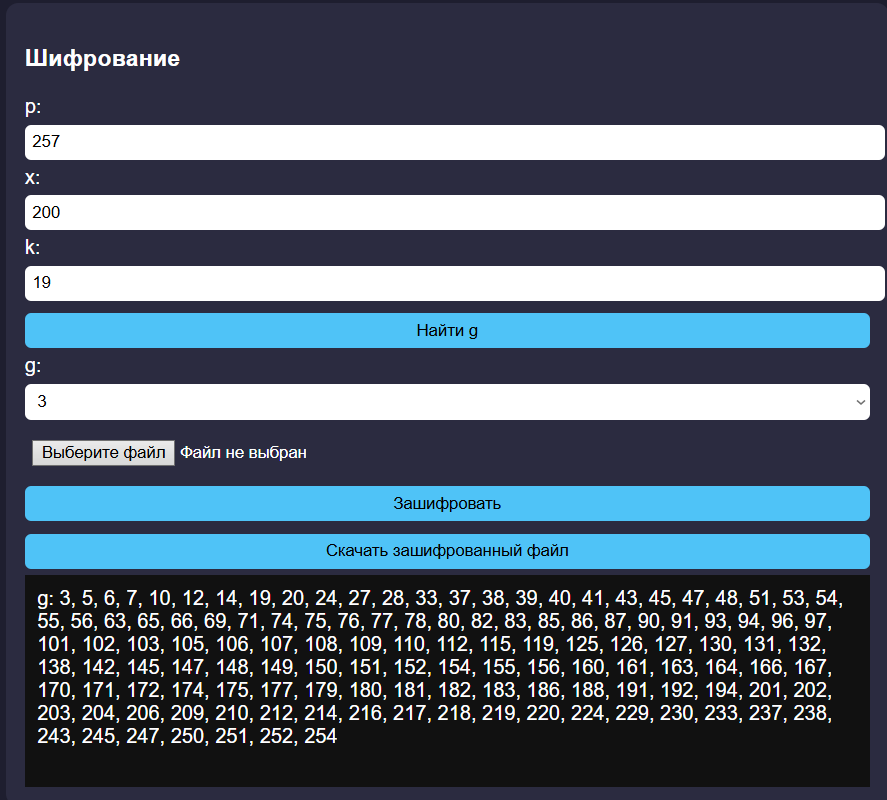 Шифрование
p:
257
x:
200
k:
19
Найти g
g:
3
Выберите файл Файл не выбран
Зашифровать
Скачать зашифрованный файл
g: 3, 5, 6, 7, 10, 12, 14, 19, 20, 24, 27, 28, 33, 37, 38, 39, 40, 41, 43, 45, 47, 48, 51, 53, 54,
55, 56, 63, 65, 66, 69, 71, 74, 75, 76, 77, 78, 80, 82, 83, 85, 86, 87, 90, 91, 93, 94, 96, 97,
101, 102, 103, 105, 106, 107, 108, 109, 110, 112, 115, 119, 125, 126, 127, 130, 131, 132,
138, 142, 145, 147, 148, 149, 150, 151, 152, 154, 155, 156, 160, 161, 163, 164, 166, 167,
170, 171, 172, 174, 175, 177, 179, 180, 181, 182, 183, 186, 188, 191, 192, 194, 201, 202,
203, 204, 206, 209, 210, 212, 214, 216, 217, 218, 219, 220, 224, 229, 230, 233, 237, 238,
243, 245, 247, 250, 251, 252, 254